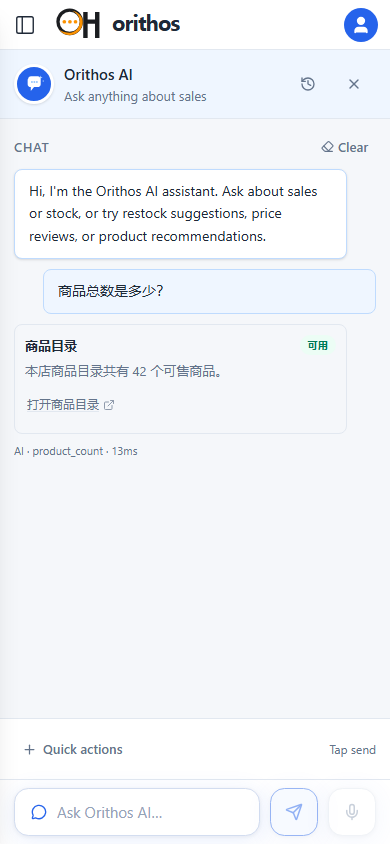 OH orithos
Orithos AI
Ask anything about sales
CHAT
Clear
Hi, I'm the Orithos AI assistant. Ask about sales
or stock, or try restock suggestions, price
reviews, or product recommendations.
商品总数是多少?
商品目录
可用
本店商品目录共有 42 个可售商品。
打开商品目录
AI · product_count · 13ms
Quick actions
Tap send
Ask Orithos AI...